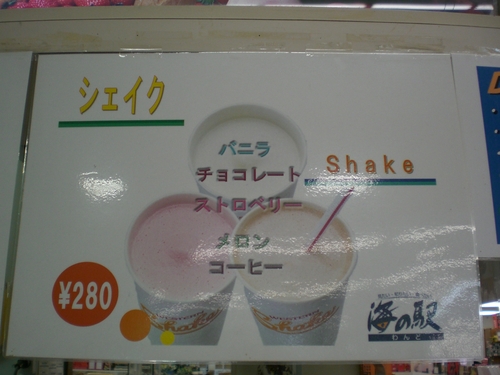 シェイク
バニラ
チョコレート
Shake
ストロベリー
メロン
コーヒー
¥280
海の駅